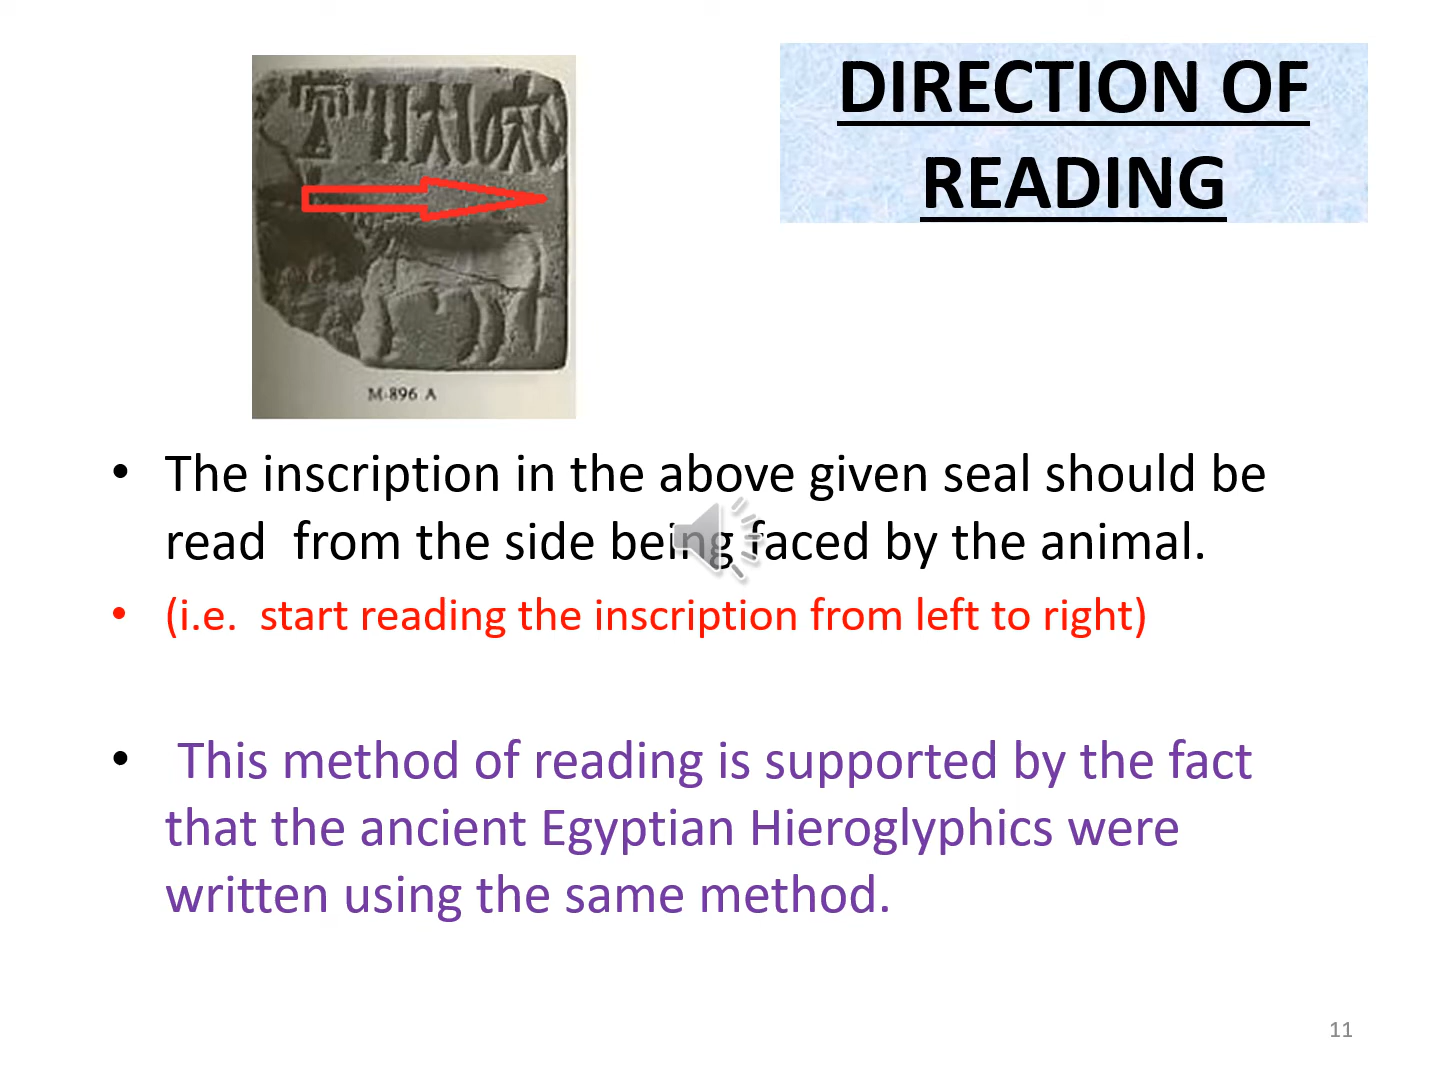 DIRECTION OF
READING
M-896 A
• The inscription in the above given seal should be
read from the side being faced by the animal.
• (i.e. start reading the inscription from left to right)
• This method of reading is supported by the fact
that the ancient Egyptian Hieroglyphics were
written using the same method.
11